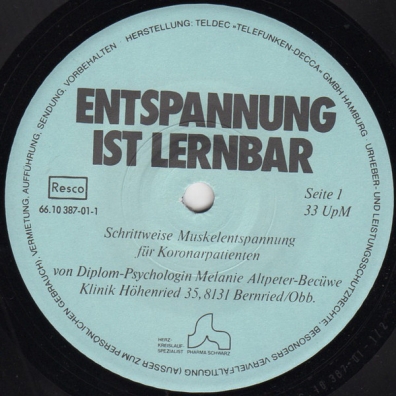 HERSTELLUNG: TELDEC »TELEFUNKEN-DECCA« GMBH HAMBURG URHEBER- UND LEISTUNGSSCHUTZRECHTE, BESONDERS VERVIELFÄLTIGUNG (AUSSER ZUM PERSÖNLICHEN GEBRAUCH) VERMIETUNG, AUFFÜHRUNG, SENDUNG, VORBEHALTEN
ENTSPANNUNG
IST LERNBAR
Resco
66.10 387-01-1
Seite 1
33 UpM
Schrittweise Muskelentspannung
für Koronarpatienten
von Diplom-Psychologin Melanie Altpeter-Becüwe
Klinik Höhenried 35, 8131 Bernried/Obb.
HERZ
KREISLAUF
SPEZIALIST PHARMA-SCHWARZ